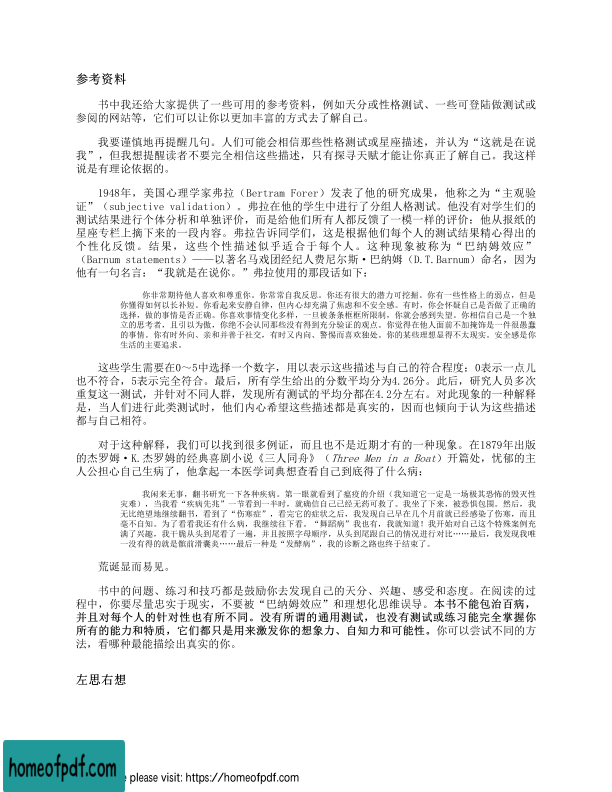 参考资料
书中我还给大家提供了一些可用的参考资料，例如天分或性格测试、一些可登陆做测试或
参阅的网站等，它们可以让你以更加丰富的方式去了解自己。
我要谨慎地再提醒几句。人们可能会相信那些性格测试或星座描述，并认为“这就是在说
我”，但我想提醒读者不要完全相信这些描述，只有探寻天赋才能让你真正了解自己。我这样
说是有理论依据的。
1948年，美国心理学家弗拉（Bertram Forer）发表了他的研究成果，他称之为“主观验
证”（subjective validation）。弗拉在他的学生中进行了分组人格测试。他没有对学生们的
测试结果进行个体分析和单独评价，而是给他们所有人都反馈了一模一样的评价：他从报纸的
星座专栏上摘下来的一段内容。弗拉告诉同学们，这是根据他们每个人的测试结果精心得出的
个性化反馈。结果，这些个性描述似乎适合于每个人。这种现象被称为“巴纳姆效应”
（Barnum statements）——以著名马戏团经纪人费尼尔斯·巴纳姆（D.T.Barnum）命名，因为
他有一句名言：“我就是在说你。”弗拉使用的那段话如下：
你非常期待他人喜欢和尊重你。你常常自我反思。你还有很大的潜力可挖掘。你有一些性格上的弱点，但是
你懂得如何以长补短。你看起来安静自律，但内心却充满了焦虑和不安全感。有时，你会怀疑自己是否做了正确的
选择，做的事情是否正确。你喜欢事情变化多样，一旦被条条框框所限制，你就会感到失望。你相信自己是一个独
立的思考者，且引以为傲，你绝不会认同那些没有得到充分验证的观点。你觉得在他人面前不加掩饰是一件很愚蠢
的事情。你有时外向、亲和并善于社交，有时又内向、警惕而喜欢独处。你的某些理想显得不太现实。安全感是你
生活的主要追求。
这些学生需要在0～5中选择一个数字，用以表示这些描述与自己的符合程度；0表示一点儿
也不符合，5表示完全符合。最后，所有学生给出的分数平均分为4.26分。此后，研究人员多次
重复这一测试，并针对不同人群，发现所有测试的平均分都在4.2分左右。对此现象的一种解释
是，当人们进行此类测试时，他们内心希望这些描述都是真实的，因而也倾向于认为这些描述
都与自己相符。
对于这种解释，我们可以找到很多例证，而且也不是近期才有的一种现象。在1879年出版
的杰罗姆·K.杰罗姆的经典喜剧小说《三人同舟》（Three Men in a Boat）开篇处，忧郁的主
人公担心自己生病了，他拿起一本医学词典想查看自己到底得了什么病：
我闲来无事，翻书研究一下各种疾病。第一眼就看到了瘟疫的介绍（我知道它一定是一场极其恐怖的毁灭性
灾难），当我看“疾病先兆”一节看到一半时，就确信自己已经无药可救了。我坐了下来，被恐惧包围。然后，我
无比绝望地继续翻书，看到了“伤寒症”，看完它的症状之后，我发现自己早在几个月前就已经感染了伤寒，而且
毫不自知。为了看看我还有什么病，我继续往下看。“舞蹈病”我也有，我就知道！我开始对自己这个特殊案例充
满了兴趣，我干脆从头到尾看了一遍，并且按照字母顺序，从头到尾跟自己的情况进行对比……最后，我发现我唯
一没有得的就是髌前滑囊炎……最后一种是“发酵病”，我的诊断之路也终于结束了。
荒诞显而易见。
书中的问题、练习和技巧都是鼓励你去发现自己的天分、兴趣、感受和态度。在阅读的过
程中，你要尽量忠实于现实，不要被“巴纳姆效应”和理想化思维误导。本书不能包治百病，
并且对每个人的针对性也有所不同。没有所谓的通用测试，也没有测试或练习能完全掌握你
所有的能力和特质，它们都只是用来激发你的想象力、自知力和可能性。你可以尝试不同的方
法，看哪种最能描绘出真实的你。
左思右想
homeofpdf.com
please visit: https://homeofpdf.com